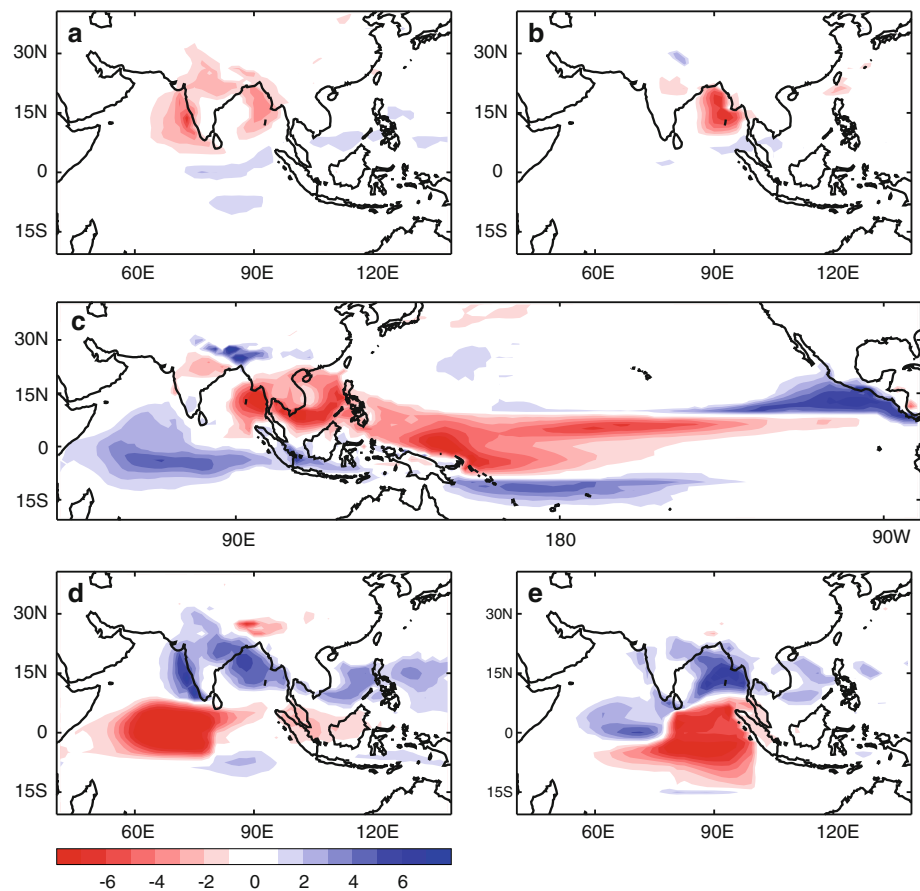 a b
30N 30N
15N 15N
0 0
15S 15S
60E 90E 120E 60E 90E 120E
c
30N
15N
0
15S
90E 180 90W
d e
30N 30N
15N 15N
0 0
15S 15S
60E 90E 120E 60E 90E 120E
-6 -4 -2 0 2 4 6